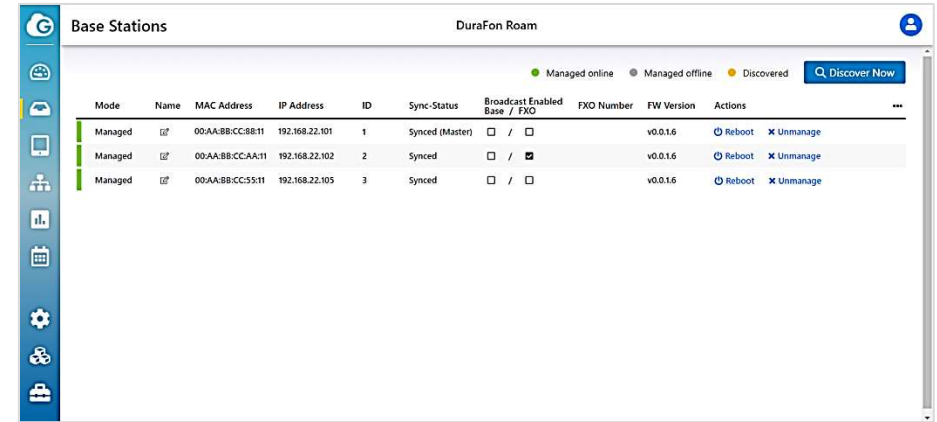 Base Stations
DuraFon Roam
Managed online Managed offline Discovered Discover Now
Mode Name MAC Address IP Address ID Sync-Status Broadcast Enabled Base / FXO FXO Number FW Version Actions •••
Managed 00:AA:BB:CC:88:11 192.168.22.101 1 Synced (Master) / v0.0.1.6 Reboot Unmanage
Managed 00:AA:BB:CC:AA:11 192.168.22.102 2 Synced / v0.0.1.6 Reboot Unmanage
Managed 00:AA:BB:CC:55:11 192.168.22.105 3 Synced / v0.0.1.6 Reboot Unmanage